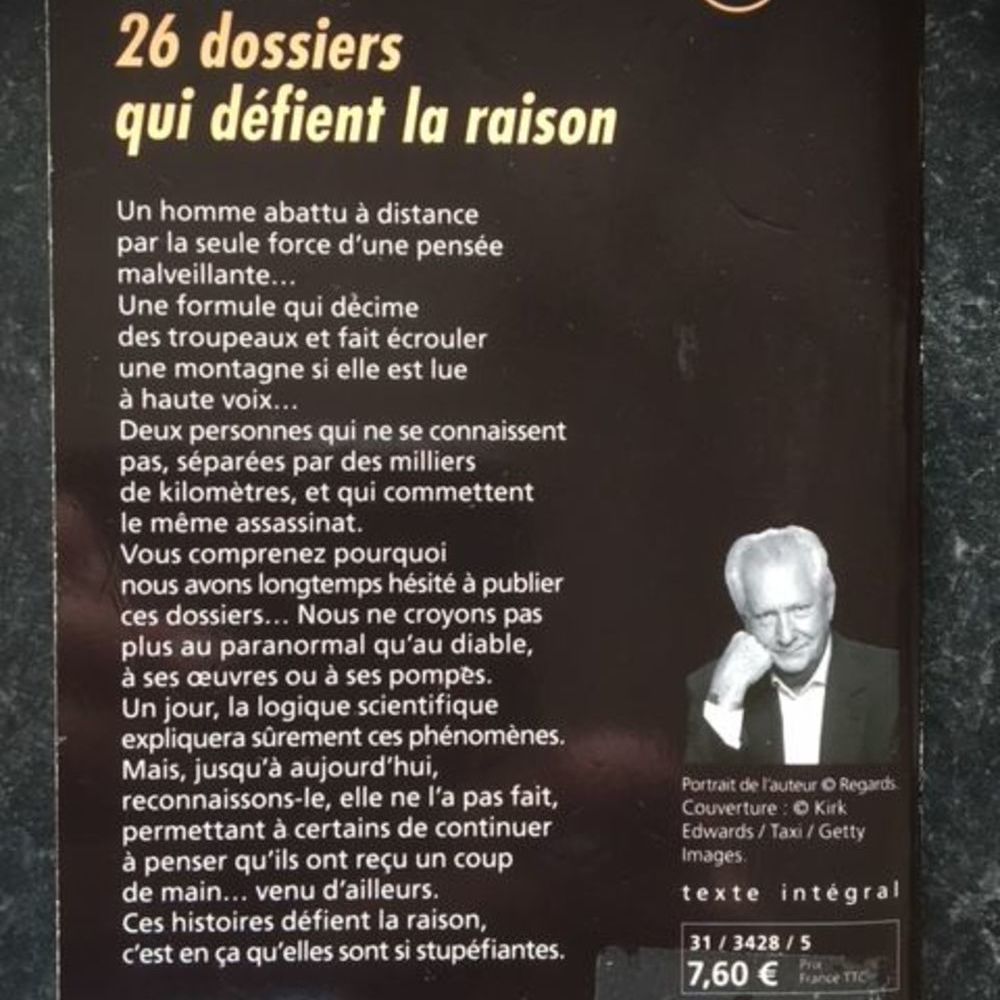 26 dossiers
qui défient la raison
Un homme abattu à distance
par la seule force d'une pensée
malveillante...
Une formule qui décime
des troupeaux et fait écrouler
une montagne si elle est lue
à haute voix...
Deux personnes qui ne se connaissent
pas, séparées par des milliers
de kilomètres, et qui commettent
le même assassinat.
Vous comprenez pourquoi
nous avons longtemps hésité à publier
ces dossiers... Nous ne croyons pas
plus au paranormal qu'au diable,
à ses œuvres ou à ses pompes.
Un jour, la logique scientifique
expliquera sûrement ces phénomènes.
Mais, jusqu'à aujourd'hui,
reconnaissons-le, elle ne l'a pas fait,
permettant à certains de continuer
à penser qu'ils ont reçu un coup
de main... venu d'ailleurs.
Ces histoires défient la raison,
c'est en ça qu'elles sont si stupéfiantes.
Portrait de l'auteur © Regards.
Couverture : © Kirk
Edwards / Taxi / Getty
Images.
texte intégral
31 / 3428 / 5
7,60 € Prix
France TTC